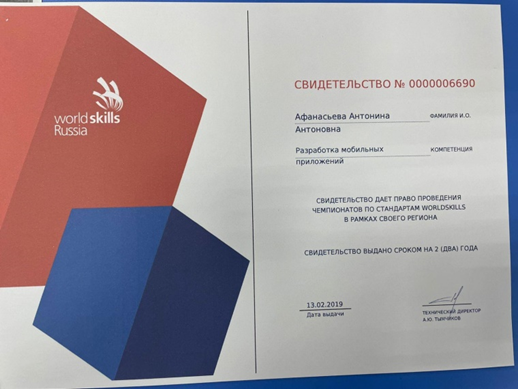 worldskills
Russia
СВИДЕТЕЛЬСТВО № 0000006690
Афанасьева Антонина ФАМИЛИЯ И.О.
Антоновна
Разработка мобильных КОМПЕТЕНЦИЯ
приложений
СВИДЕТЕЛЬСТВО ДАЕТ ПРАВО ПРОВЕДЕНИЯ
ЧЕМПИОНАТОВ ПО СТАНДАРТАМ WORLDSKILLS
В РАМКАХ СВОЕГО РЕГИОНА
СВИДЕТЕЛЬСТВО ВЫДАНО СРОКОМ НА 2 (ДВА) ГОДА
13.02.2019
Дата выдачи
ТЕХНИЧЕСКИЙ ДИРЕКТОР
А.Ю. ТЫМЧИКОВ